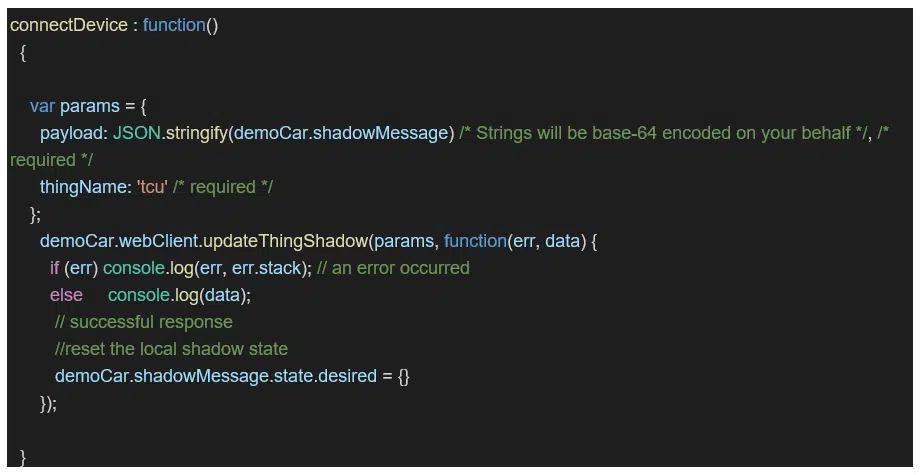 connectDevice : function()
{
var params = {
payload: JSON.stringify(demoCar.shadowMessage) /* Strings will be base-64 encoded on your behalf */, /*
required */
thingName: 'tcu' /* required */
};
demoCar.webClient.updateThingShadow(params, function(err, data) {
if (err) console.log(err, err.stack); // an error occurred
else console.log(data);
// successful response
//reset the local shadow state
demoCar.shadowMessage.state.desired = {}
});
}